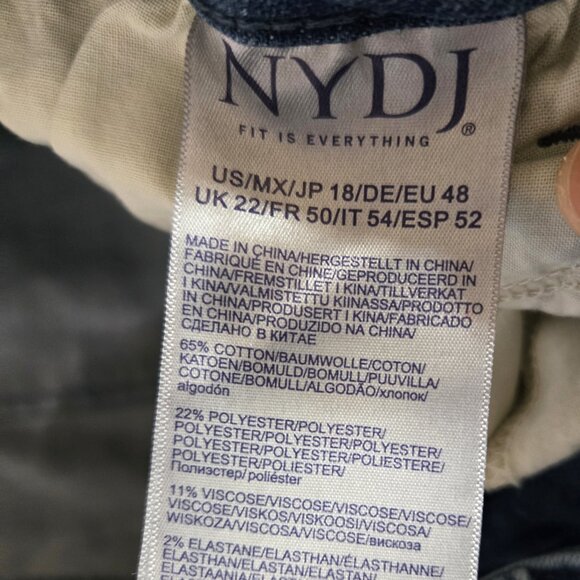 NYDJ®
FIT IS EVERYTHING
US/MX/JP 18/DE/EU 48
UK 22/FR 50/IT 54/ESP 52
MADE IN CHINA/HERGESTELLT IN CHINA/
FABRIQUÉ EN CHINE/GEPRODUCEERD IN
CHINA/FREMSTILLET I KINA/TILLVERKAT
I KINA/VALMISTETTU KIINASSA/PRODOTTO
IN CHINA/PRODUSERT I KINA/FABRICADO
EN CHINA/PRODUZIDO NA CHINA/
СДЕЛАНО В КИТАЕ
65% COTTON/BAUMWOLLE/COTON/
KATOEN/BOMULD/BOMULL/PUUVILLA/
COTONE/BOMULL/ALGODÃO/хлопок/
algodón
22% POLYESTER/POLYESTER/
POLYESTER/POLYESTER/POLYESTER/
POLYESTER/POLYESTER/POLIESTERE/
POLYESTER/POLIÉSTER/
Полиэстер/poliéster
11% VISCOSE/VISCOSE/VISCOSE/VISCOSE/
VISCOSE/VISKOS/VISKOOSI/VISCOSA/
WISKOZA/VISCOSA/VISCOSE/вискоза
2% ELASTANE/ELASTHAN/ÉLASTHANNE/
ELASTHAN/ELASTAN/ELASTAN/